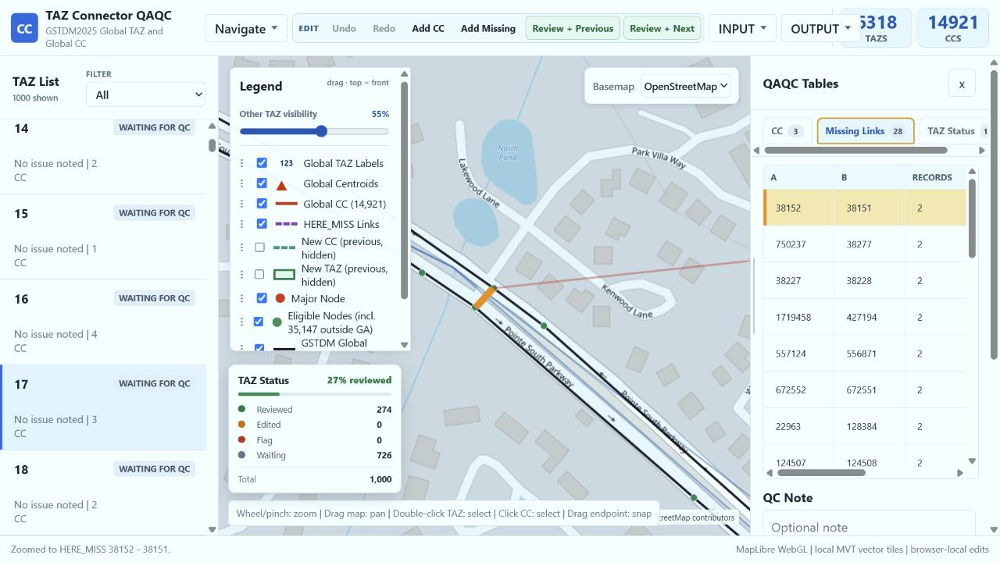 CC
TAZ Connector QAQC
GSTDM2025 Global TAZ and
Global CC
Navigate
EDIT
Undo
Redo
Add CC
Add Missing
Review + Previous
Review + Next
INPUT
OUTPUT
6318
TAZS
14921
CCS
TAZ List
1000 shown
FILTER
All
14
WAITING FOR QC
No issue noted | 2
CC
15
WAITING FOR QC
No issue noted | 1
CC
16
WAITING FOR QC
No issue noted | 4
CC
17
WAITING FOR QC
No issue noted | 3
CC
18
WAITING FOR QC
No issue noted | 2
CC
Legend
drag · top = front
Other TAZ visibility
55%
123 Global TAZ Labels
Global Centroids
Global CC (14,921)
HERE_MISS Links
New CC (previous,
hidden)
New TAZ (previous,
hidden)
Major Node
Eligible Nodes (incl.
35,147 outside GA)
GSTDM Global
TAZ Status
27% reviewed
Reviewed 274
Edited 0
Flag 0
Waiting 726
Total 1,000
Basemap
OpenStreetMap
North
Pond
Lakewood Lane
Park Villa Way
Kenwood Lane
Pointe South Parkway
Pointe South Parkway
Wheel/pinch: zoom | Drag map: pan | Double-click TAZ: select | Click CC: select | Drag endpoint: snap
reetMap contributors
QAQC Tables
x
CC 3
Missing Links 28
TAZ Status
A B RECORDS
38152 38151 2
750237 38277 2
38227 38228 2
1719458 427194 2
557124 556871 2
672552 672551 2
22963 128384 2
124507 124508 2
QC Note
Optional note
Zoomed to HERE_MISS 38152 - 38151.
MapLibre WebGL | local MVT vector tiles | browser-local edits